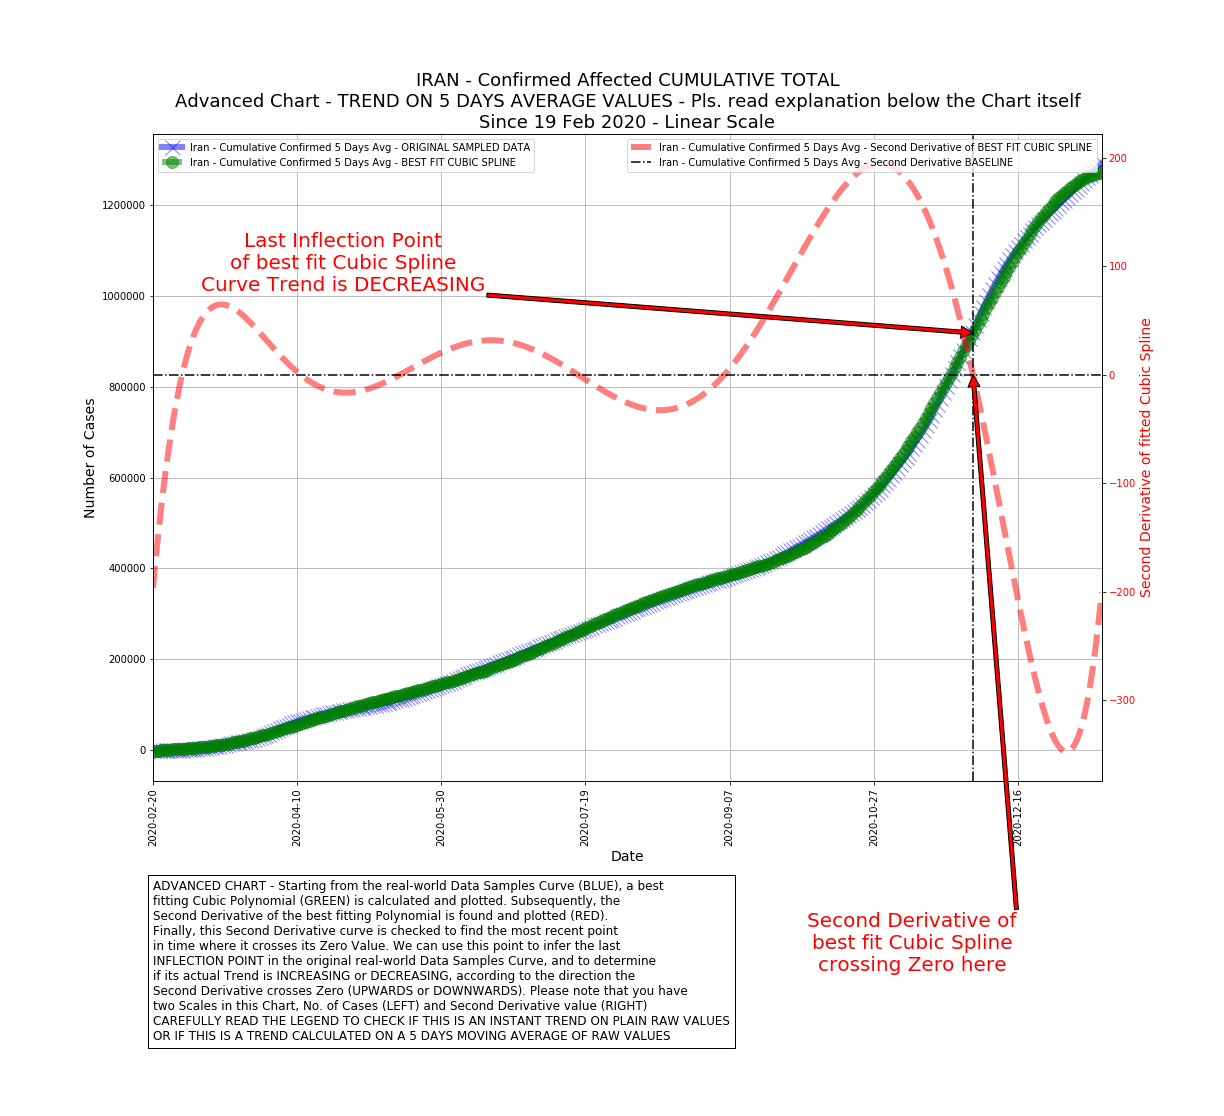 IRAN - Confirmed Affected CUMULATIVE TOTAL
Advanced Chart - TREND ON 5 DAYS AVERAGE VALUES - Pls. read explanation below the Chart itself
Since 19 Feb 2020 - Linear Scale
Iran - Cumulative Confirmed 5 Days Avg - ORIGINAL SAMPLED DATA
Iran - Cumulative Confirmed 5 Days Avg - BEST FIT CUBIC SPLINE
Iran - Cumulative Confirmed 5 Days Avg - Second Derivative of BEST FIT CUBIC SPLINE
Iran - Cumulative Confirmed 5 Days Avg - Second Derivative BASELINE
Last Inflection Point
of best fit Cubic Spline
Curve Trend is DECREASING
Number of Cases
1200000
1000000
800000
600000
400000
200000
0
200
100
0
−100
−200
−300
Second Derivative of fitted Cubic Spline
2020-02-20
2020-04-10
2020-05-30
2020-07-19
2020-09-07
2020-10-27
2020-12-16
Date
ADVANCED CHART - Starting from the real-world Data Samples Curve (BLUE), a best
fitting Cubic Polynomial (GREEN) is calculated and plotted. Subsequently, the
Second Derivative of the best fitting Polynomial is found and plotted (RED).
Finally, this Second Derivative curve is checked to find the most recent point
in time where it crosses its Zero Value. We can use this point to infer the last
INFLECTION POINT in the original real-world Data Samples Curve, and to determine
if its actual Trend is INCREASING or DECREASING, according to the direction the
Second Derivative crosses Zero (UPWARDS or DOWNWARDS). Please note that you have
two Scales in this Chart, No. of Cases (LEFT) and Second Derivative value (RIGHT)
CAREFULLY READ THE LEGEND TO CHECK IF THIS IS AN INSTANT TREND ON PLAIN RAW VALUES
OR IF THIS IS A TREND CALCULATED ON A 5 DAYS MOVING AVERAGE OF RAW VALUES
Second Derivative of
best fit Cubic Spline
crossing Zero here